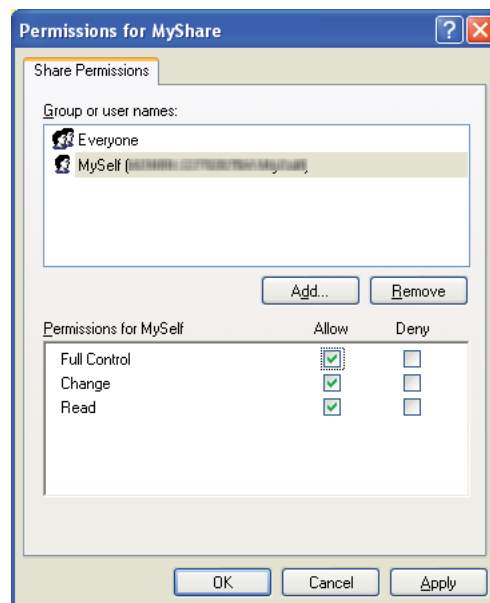 Permissions for MyShare
Share Permissions
Group or user names:
Everyone
MySelf (
Add... Remove
Permissions for MySelf Allow Deny
Full Control
Change
Read
OK Cancel Apply